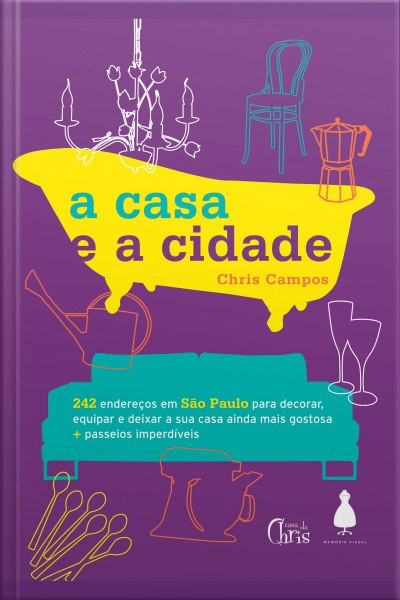 a casa
e a cidade
Chris Campos
242 endereços em São Paulo para decorar,
equipar e deixar a sua casa ainda mais gostosa
+ passeios imperdíveis
casa da
Chris
MEMÓRIA VISUAL